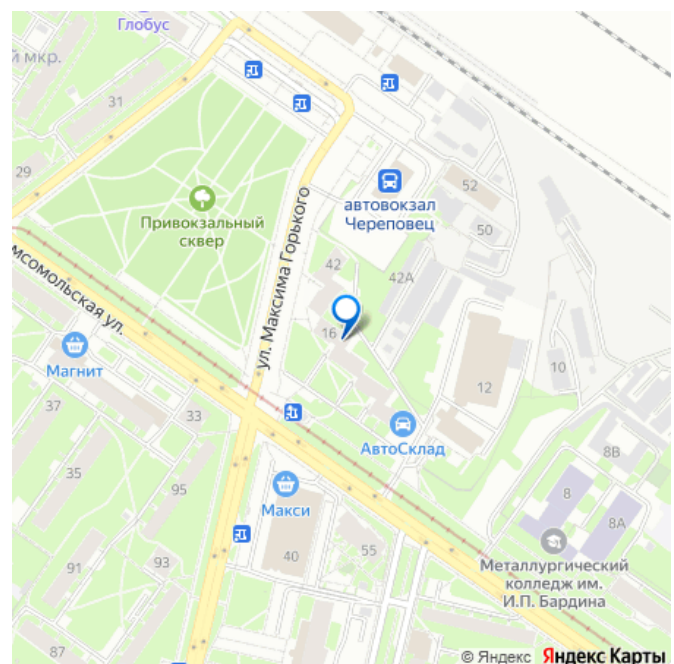 Глобус
й мкр.
31
29
Привокзальный
сквер
мсомольская ул.
ул. Максима Горького
автовокзал
Череповец
52
50
42
42А
16
Магнит
10
12
37
33
АвтоСклад
8В
35
95
Макси
8
8А
40
55
91
93
Металлургический
колледж им.
И.П. Бардина
87
© Яндекс Яндекс Карты